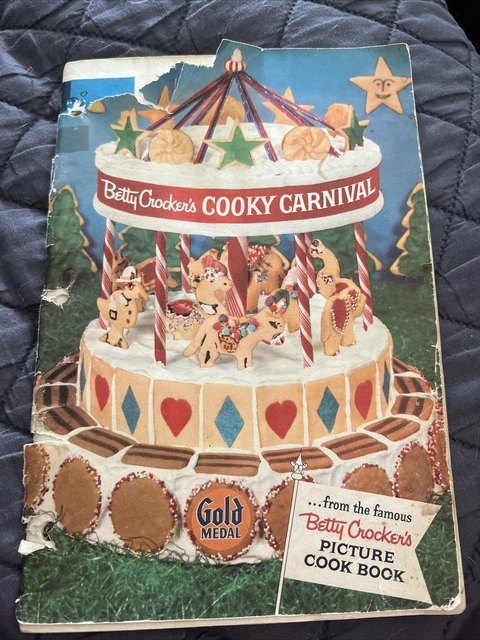 Betty Crocker's COOKY CARNIVAL
Gold
MEDAL
...from the famous
Betty Crocker's
PICTURE
COOK BOOK